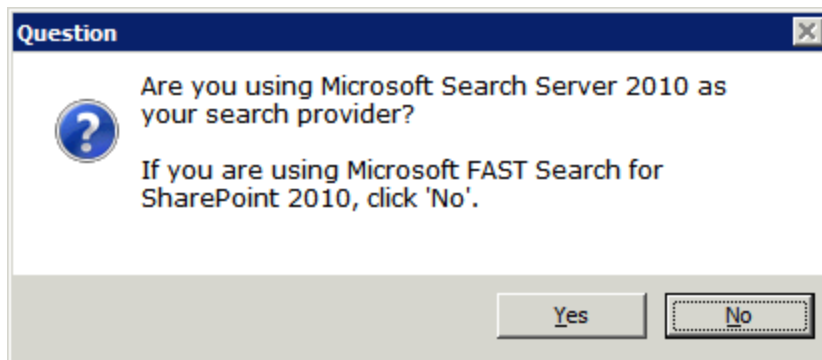 Question
Are you using Microsoft Search Server 2010 as
your search provider?
If you are using Microsoft FAST Search for
SharePoint 2010, click 'No'.
Yes
No